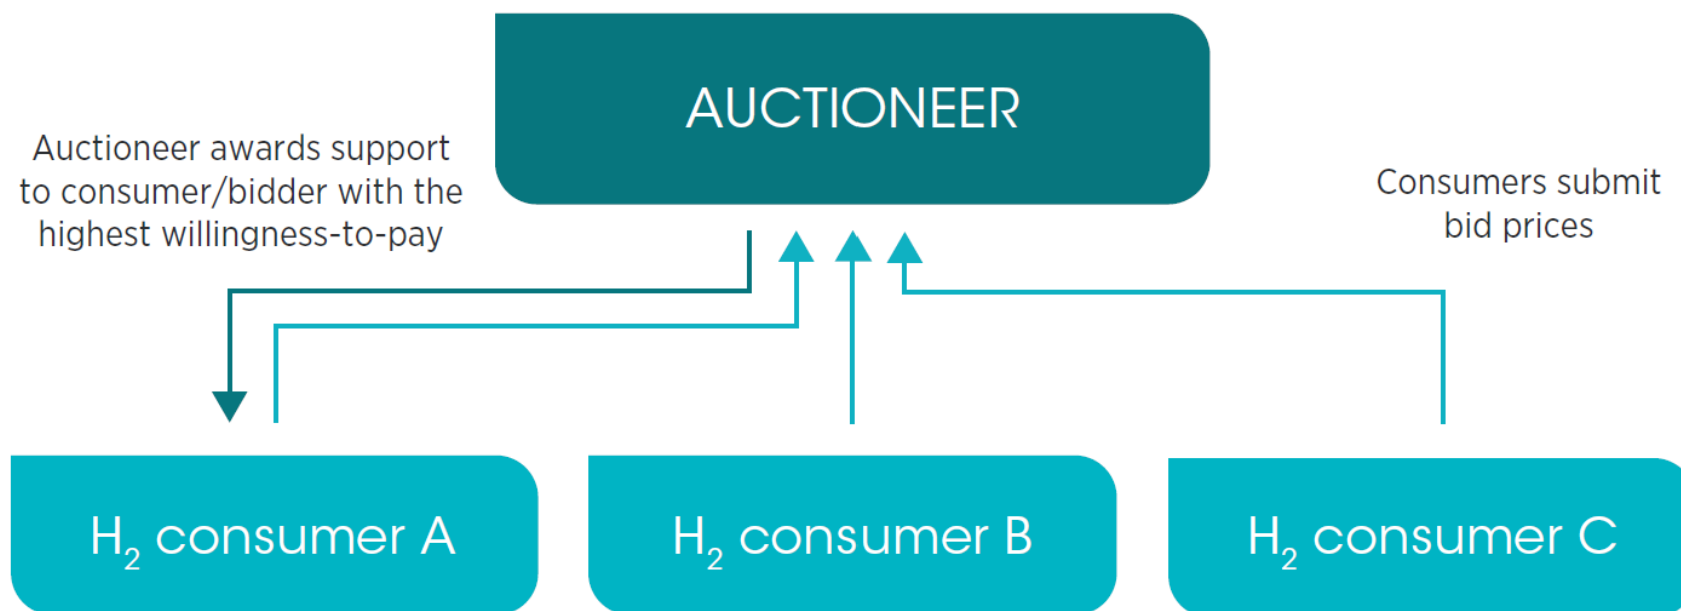 AUCTIONEER
Auctioneer awards support
to consumer/bidder with the
highest willingness-to-pay
Consumers submit
bid prices
H₂ consumer A
H₂ consumer B
H₂ consumer C